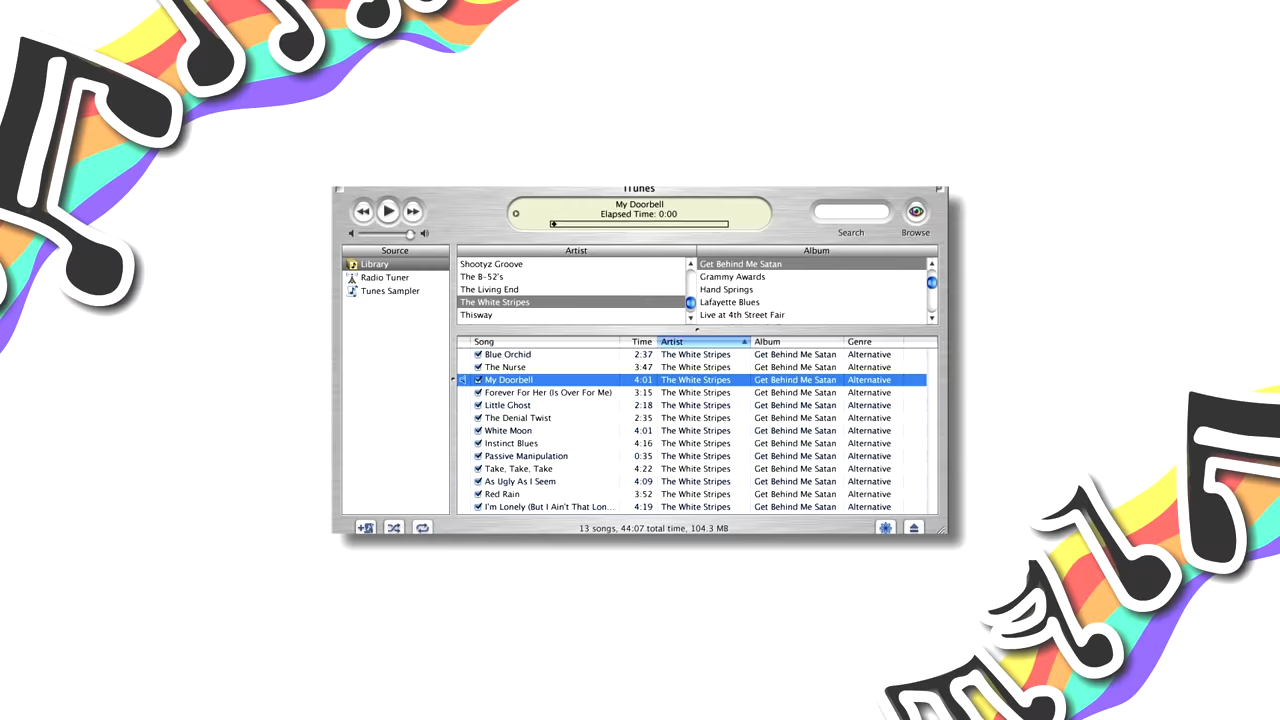 iTunes
My Doorbell
Elapsed Time: 0:00
Search
Browse
Source
Library
Radio Tuner
Tunes Sampler
Artist
Shootyz Groove
The B-52's
The Living End
The White Stripes
Thisway
Album
Get Behind Me Satan
Grammy Awards
Hand Springs
Lafayette Blues
Live at 4th Street Fair
Song Time Artist Album Genre
Blue Orchid 2:37 The White Stripes Get Behind Me Satan Alternative
The Nurse 3:47 The White Stripes Get Behind Me Satan Alternative
My Doorbell 4:01 The White Stripes Get Behind Me Satan Alternative
Forever For Her (Is Over For Me) 3:15 The White Stripes Get Behind Me Satan Alternative
Little Ghost 2:18 The White Stripes Get Behind Me Satan Alternative
The Denial Twist 2:35 The White Stripes Get Behind Me Satan Alternative
White Moon 4:01 The White Stripes Get Behind Me Satan Alternative
Instinct Blues 4:16 The White Stripes Get Behind Me Satan Alternative
Passive Manipulation 0:35 The White Stripes Get Behind Me Satan Alternative
Take, Take, Take 4:22 The White Stripes Get Behind Me Satan Alternative
As Ugly As I Seem 4:09 The White Stripes Get Behind Me Satan Alternative
Red Rain 3:52 The White Stripes Get Behind Me Satan Alternative
I'm Lonely (But I Ain't That Lon... 4:19 The White Stripes Get Behind Me Satan Alternative
13 songs, 44:07 total time, 104.3 MB